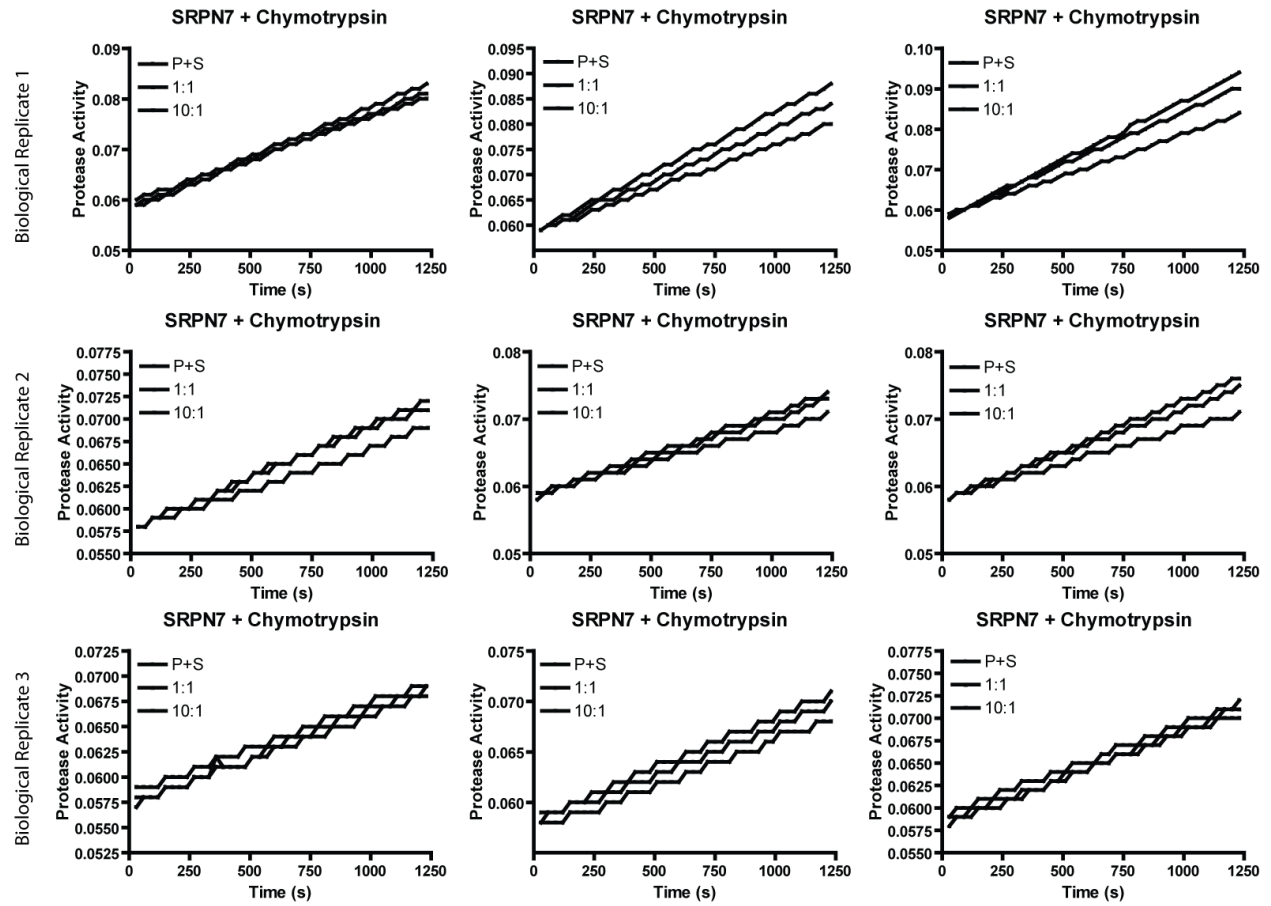 SRPN7 + Chymotrypsin
SRPN7 + Chymotrypsin
SRPN7 + Chymotrypsin
Biological Replicate 1
Protease Activity
0.09
0.08
0.07
0.06
0.05
P+S
1:1
10:1
0 250 500 750 1000 1250
Time (s)
Protease Activity
0.095
0.090
0.085
0.080
0.075
0.070
0.065
0.060
P+S
1:1
10:1
0 250 500 750 1000 1250
Time (s)
Protease Activity
0.10
0.09
0.08
0.07
0.06
0.05
P+S
1:1
10:1
0 250 500 750 1000 1250
Time (s)
SRPN7 + Chymotrypsin
SRPN7 + Chymotrypsin
SRPN7 + Chymotrypsin
Biological Replicate 2
Protease Activity
0.0775
0.0750
0.0725
0.0700
0.0675
0.0650
0.0625
0.0600
0.0575
0.0550
P+S
1:1
10:1
0 250 500 750 1000 1250
Time (s)
Protease Activity
0.08
0.07
0.06
0.05
P+S
1:1
10:1
0 250 500 750 1000 1250
Time (s)
Protease Activity
0.08
0.07
0.06
0.05
P+S
1:1
10:1
0 250 500 750 1000 1250
Time (s)
SRPN7 + Chymotrypsin
SRPN7 + Chymotrypsin
SRPN7 + Chymotrypsin
Biological Replicate 3
Protease Activity
0.0725
0.0700
0.0675
0.0650
0.0625
0.0600
0.0575
0.0550
0.0525
P+S
1:1
10:1
0 250 500 750 1000 1250
Time (s)
Protease Activity
0.075
0.070
0.065
0.060
P+S
1:1
10:1
0 250 500 750 1000 1250
Time (s)
Protease Activity
0.0775
0.0750
0.0725
0.0700
0.0675
0.0650
0.0625
0.0600
0.0575
0.0550
P+S
1:1
10:1
0 250 500 750 1000 1250
Time (s)